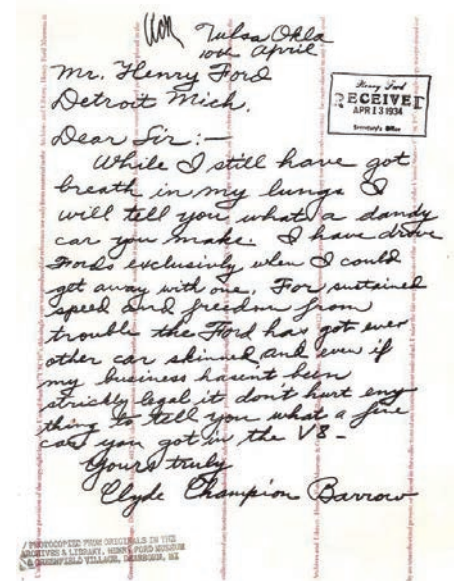 Tulsa Okla
10th April
Mr. Henry Ford
Detroit Mich.
Henry Ford
RECEIVED
APR 13 1934
Secretary's Office
Dear Sir:—
While I still have got
breath in my lungs I
will tell you what a dandy
car you make. I have drove
Fords exclusively when I could
get away with one. For sustained
speed and freedom from
trouble the Ford has got ever
other car skinned and even if
my business hasn't been
strickly legal it don't hurt eny
thing to tell you what a fine
car you got in the V8 –
Yours truly
Clyde Champion Barrow
PHOTOCOPIED FROM ORIGINALS IN THE
ARCHIVES & LIBRARY, HENRY FORD MUSEUM
& GREENFIELD VILLAGE, DEARBORN, MI